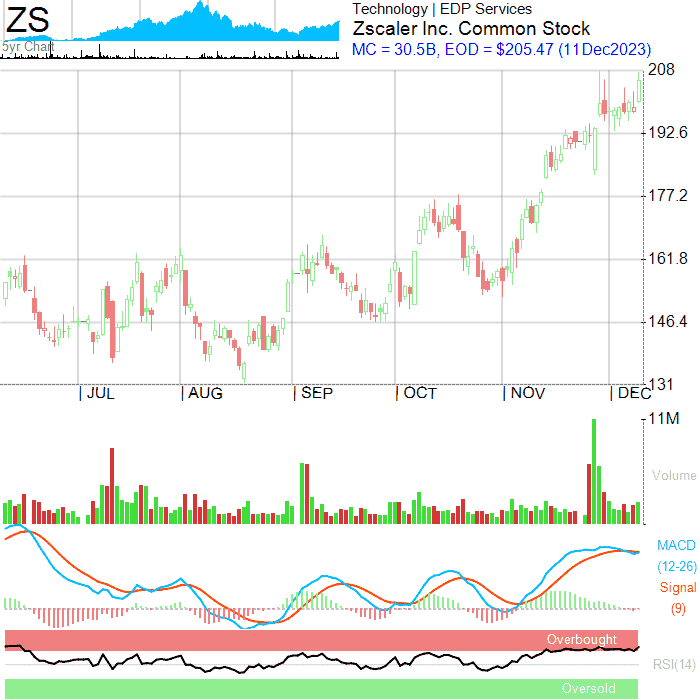 ZS
5yr Chart
Technology | EDP Services
Zscaler Inc. Common Stock
MC = 30.5B, EOD = $205.47 (11Dec2023)
208
192.6
177.2
161.8
146.4
131
JUL AUG SEP OCT NOV DEC
11M
Volume
MACD
(12-26)
Signal
(9)
Overbought
RSI(14)
Oversold